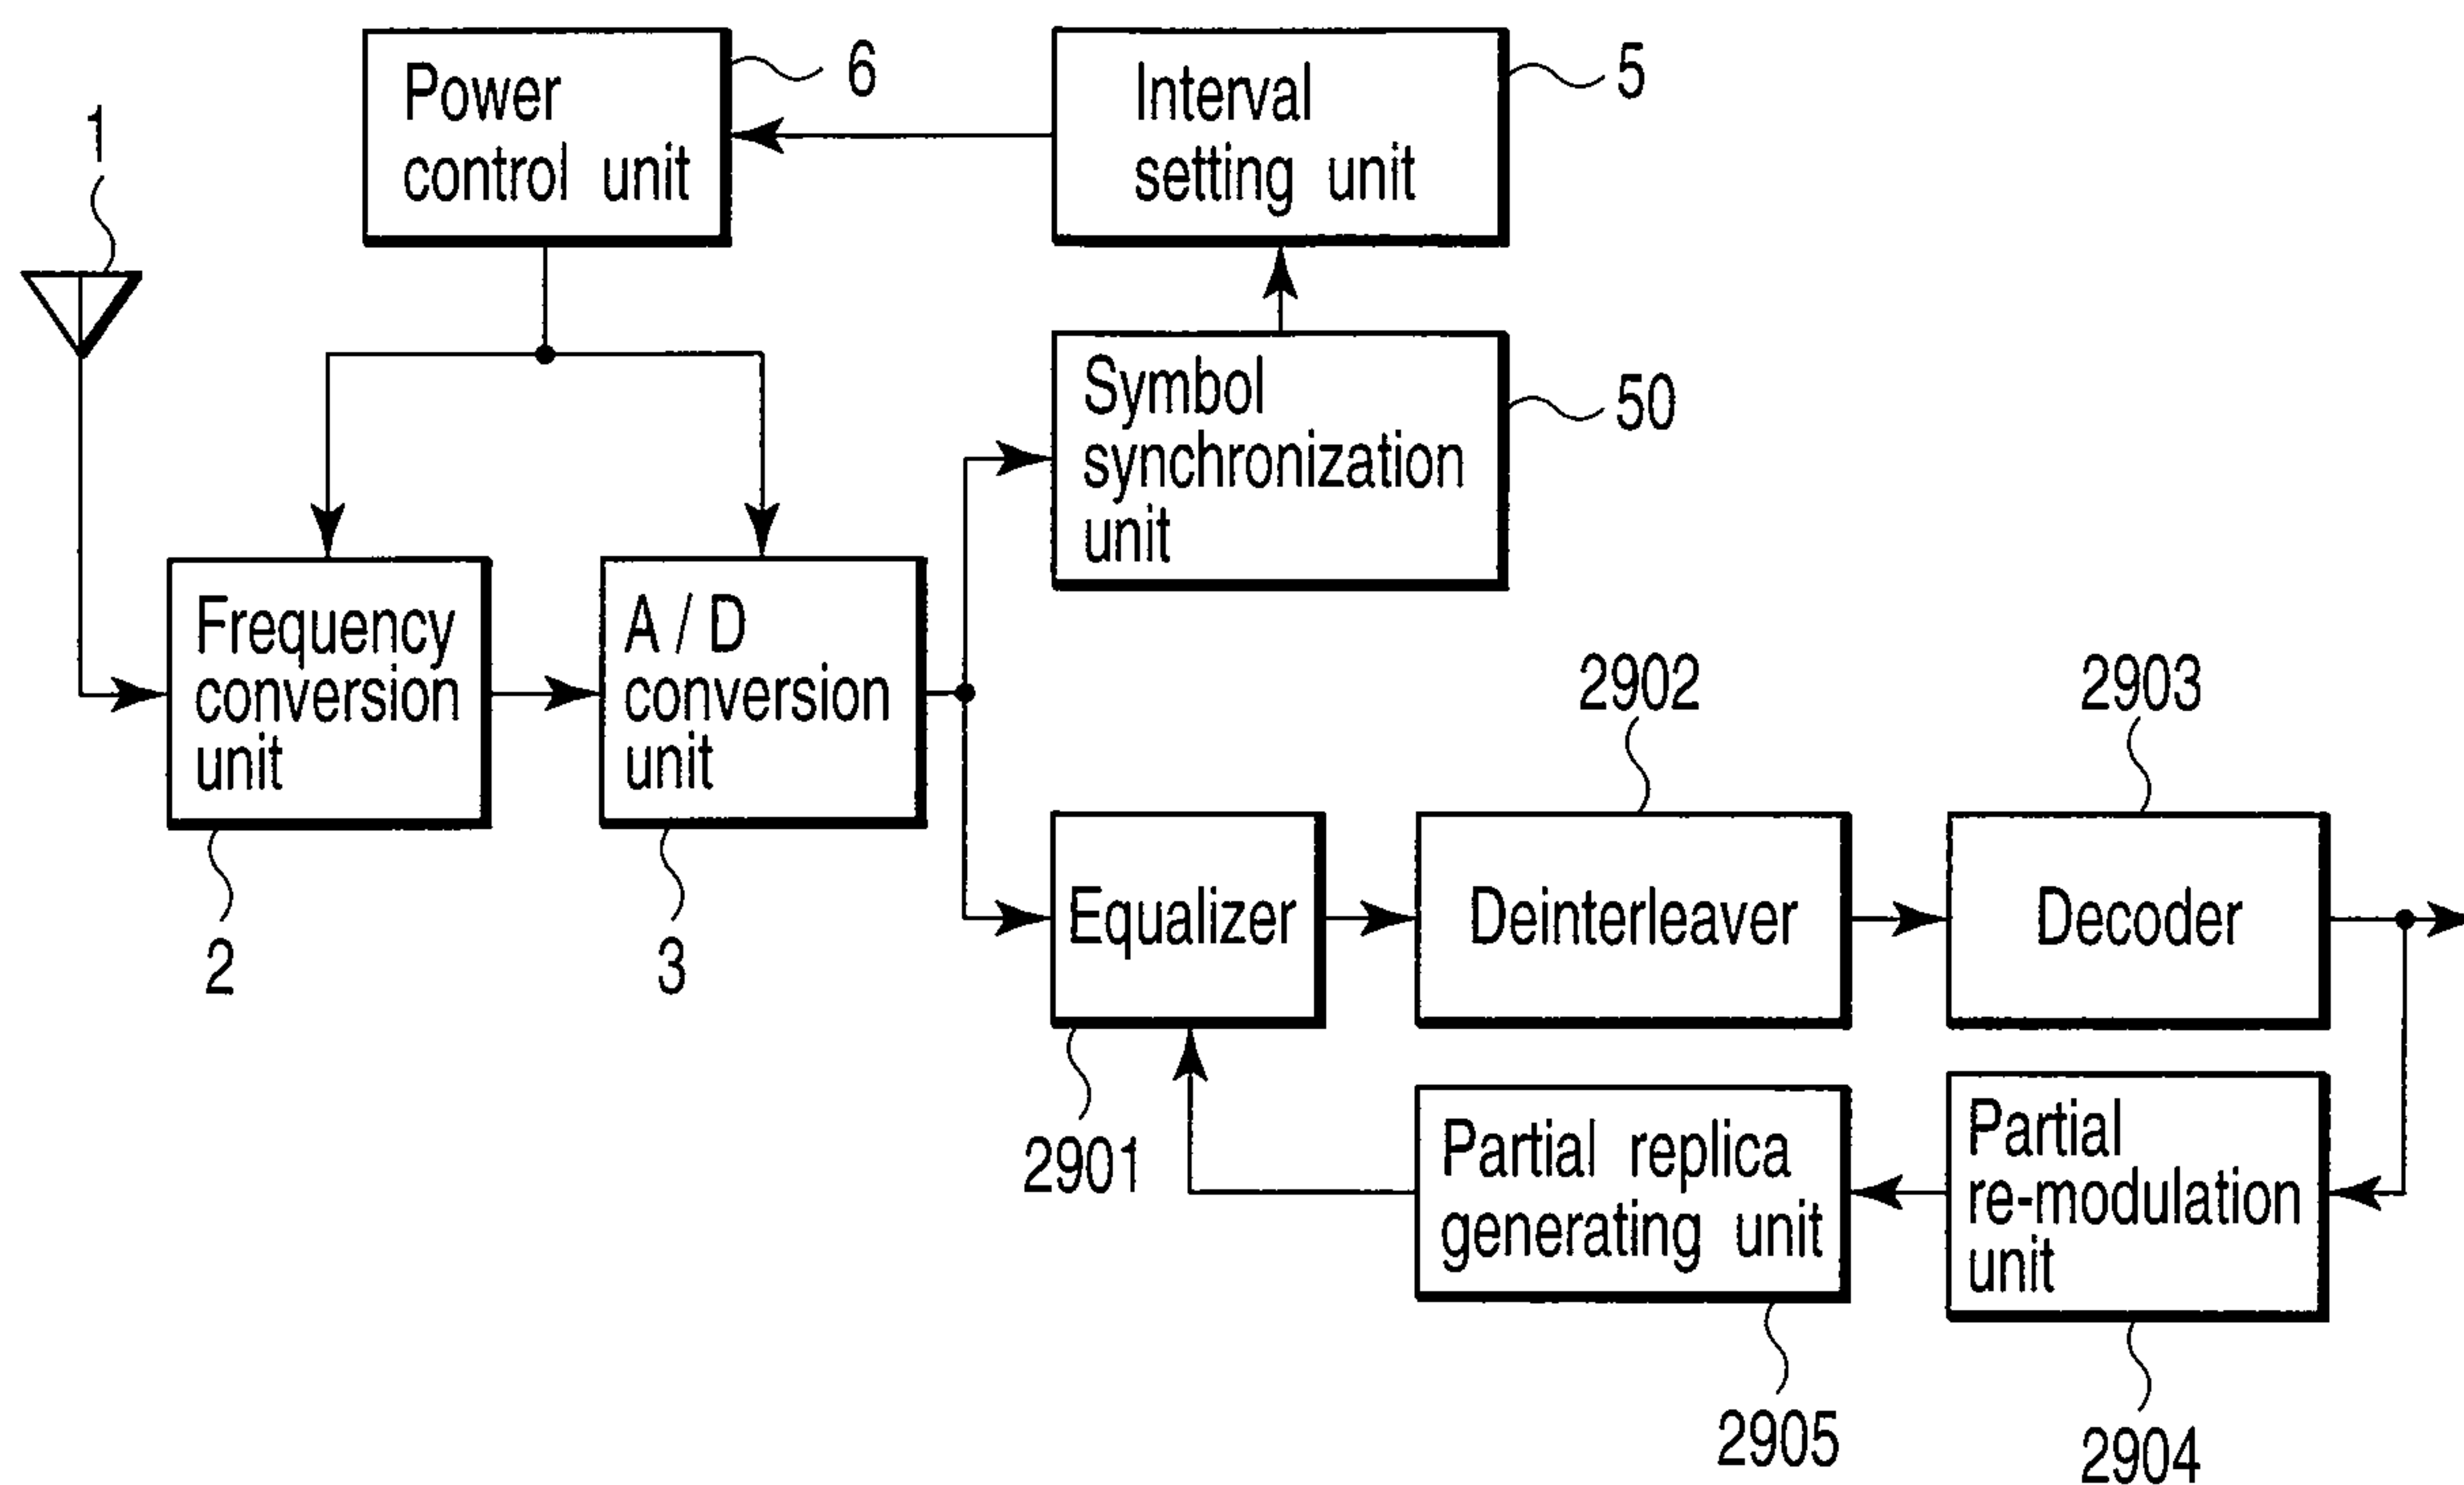 Power
control unit
6
Interval
setting unit
5
1
Symbol
synchronization
unit
50
Frequency
conversion
unit
2
A / D
conversion
unit
3
2902
2903
Equalizer
Deinterleaver
Decoder
2901
Partial replica
generating unit
2905
Partial
re-modulation
unit
2904